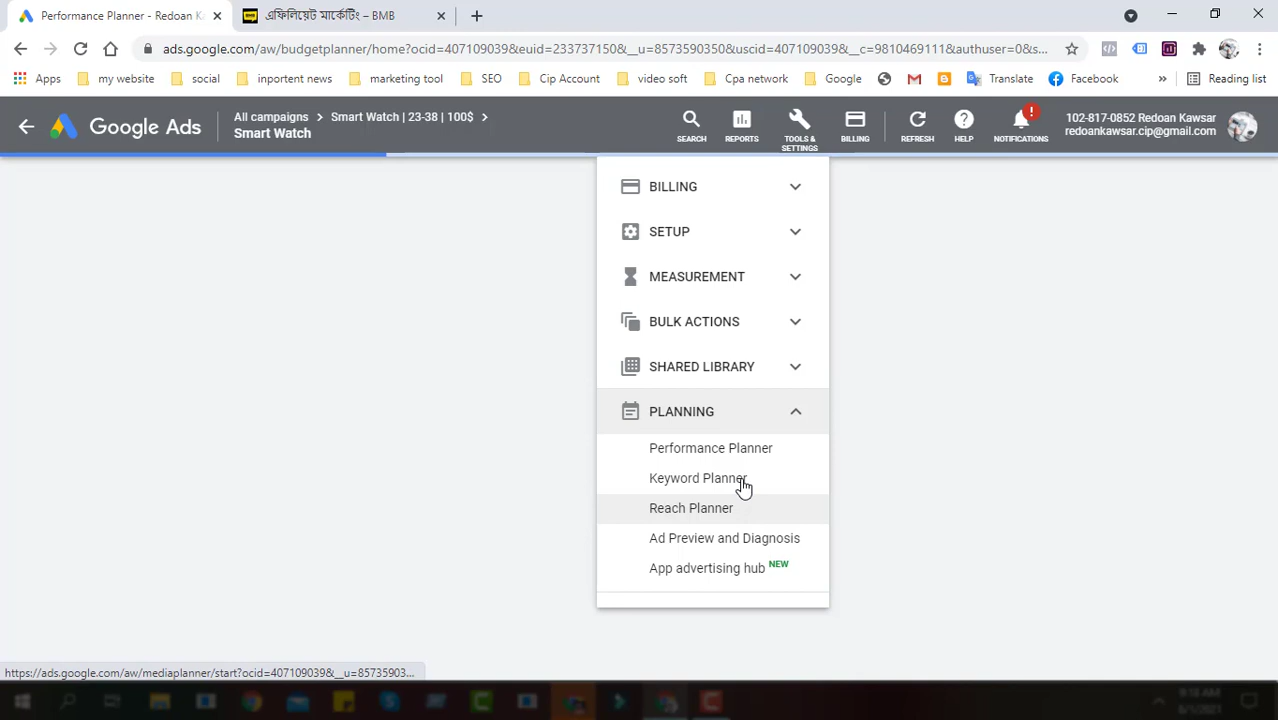 Performance Planner - Redoan Ka
এফিলিয়েট মার্কেটিং – BMB
ads.google.com/aw/budgetplanner/home?ocid=407109039&euid=233737150&__u=8573590359&uscid=407109039&__c=9810469111&authuser=0&s...
Apps
my website
social
inportent news
marketing tool
SEO
Cip Account
video soft
Cpa network
Google
Translate
Facebook
»
Reading list
Google Ads
All campaigns > Smart Watch | 23-38 | 100$ >
Smart Watch
SEARCH
REPORTS
TOOLS & SETTINGS
BILLING
REFRESH
HELP
NOTIFICATIONS
102-817-0852 Redoan Kawsar
redoankawsar.cip@gmail.com
BILLING
SETUP
MEASUREMENT
BULK ACTIONS
SHARED LIBRARY
PLANNING
Performance Planner
Keyword Planner
Reach Planner
Ad Preview and Diagnosis
App advertising hub NEW
https://ads.google.com/aw/mediaplanner/start?ocid=407109039&__u=85735903...
9:18 AM